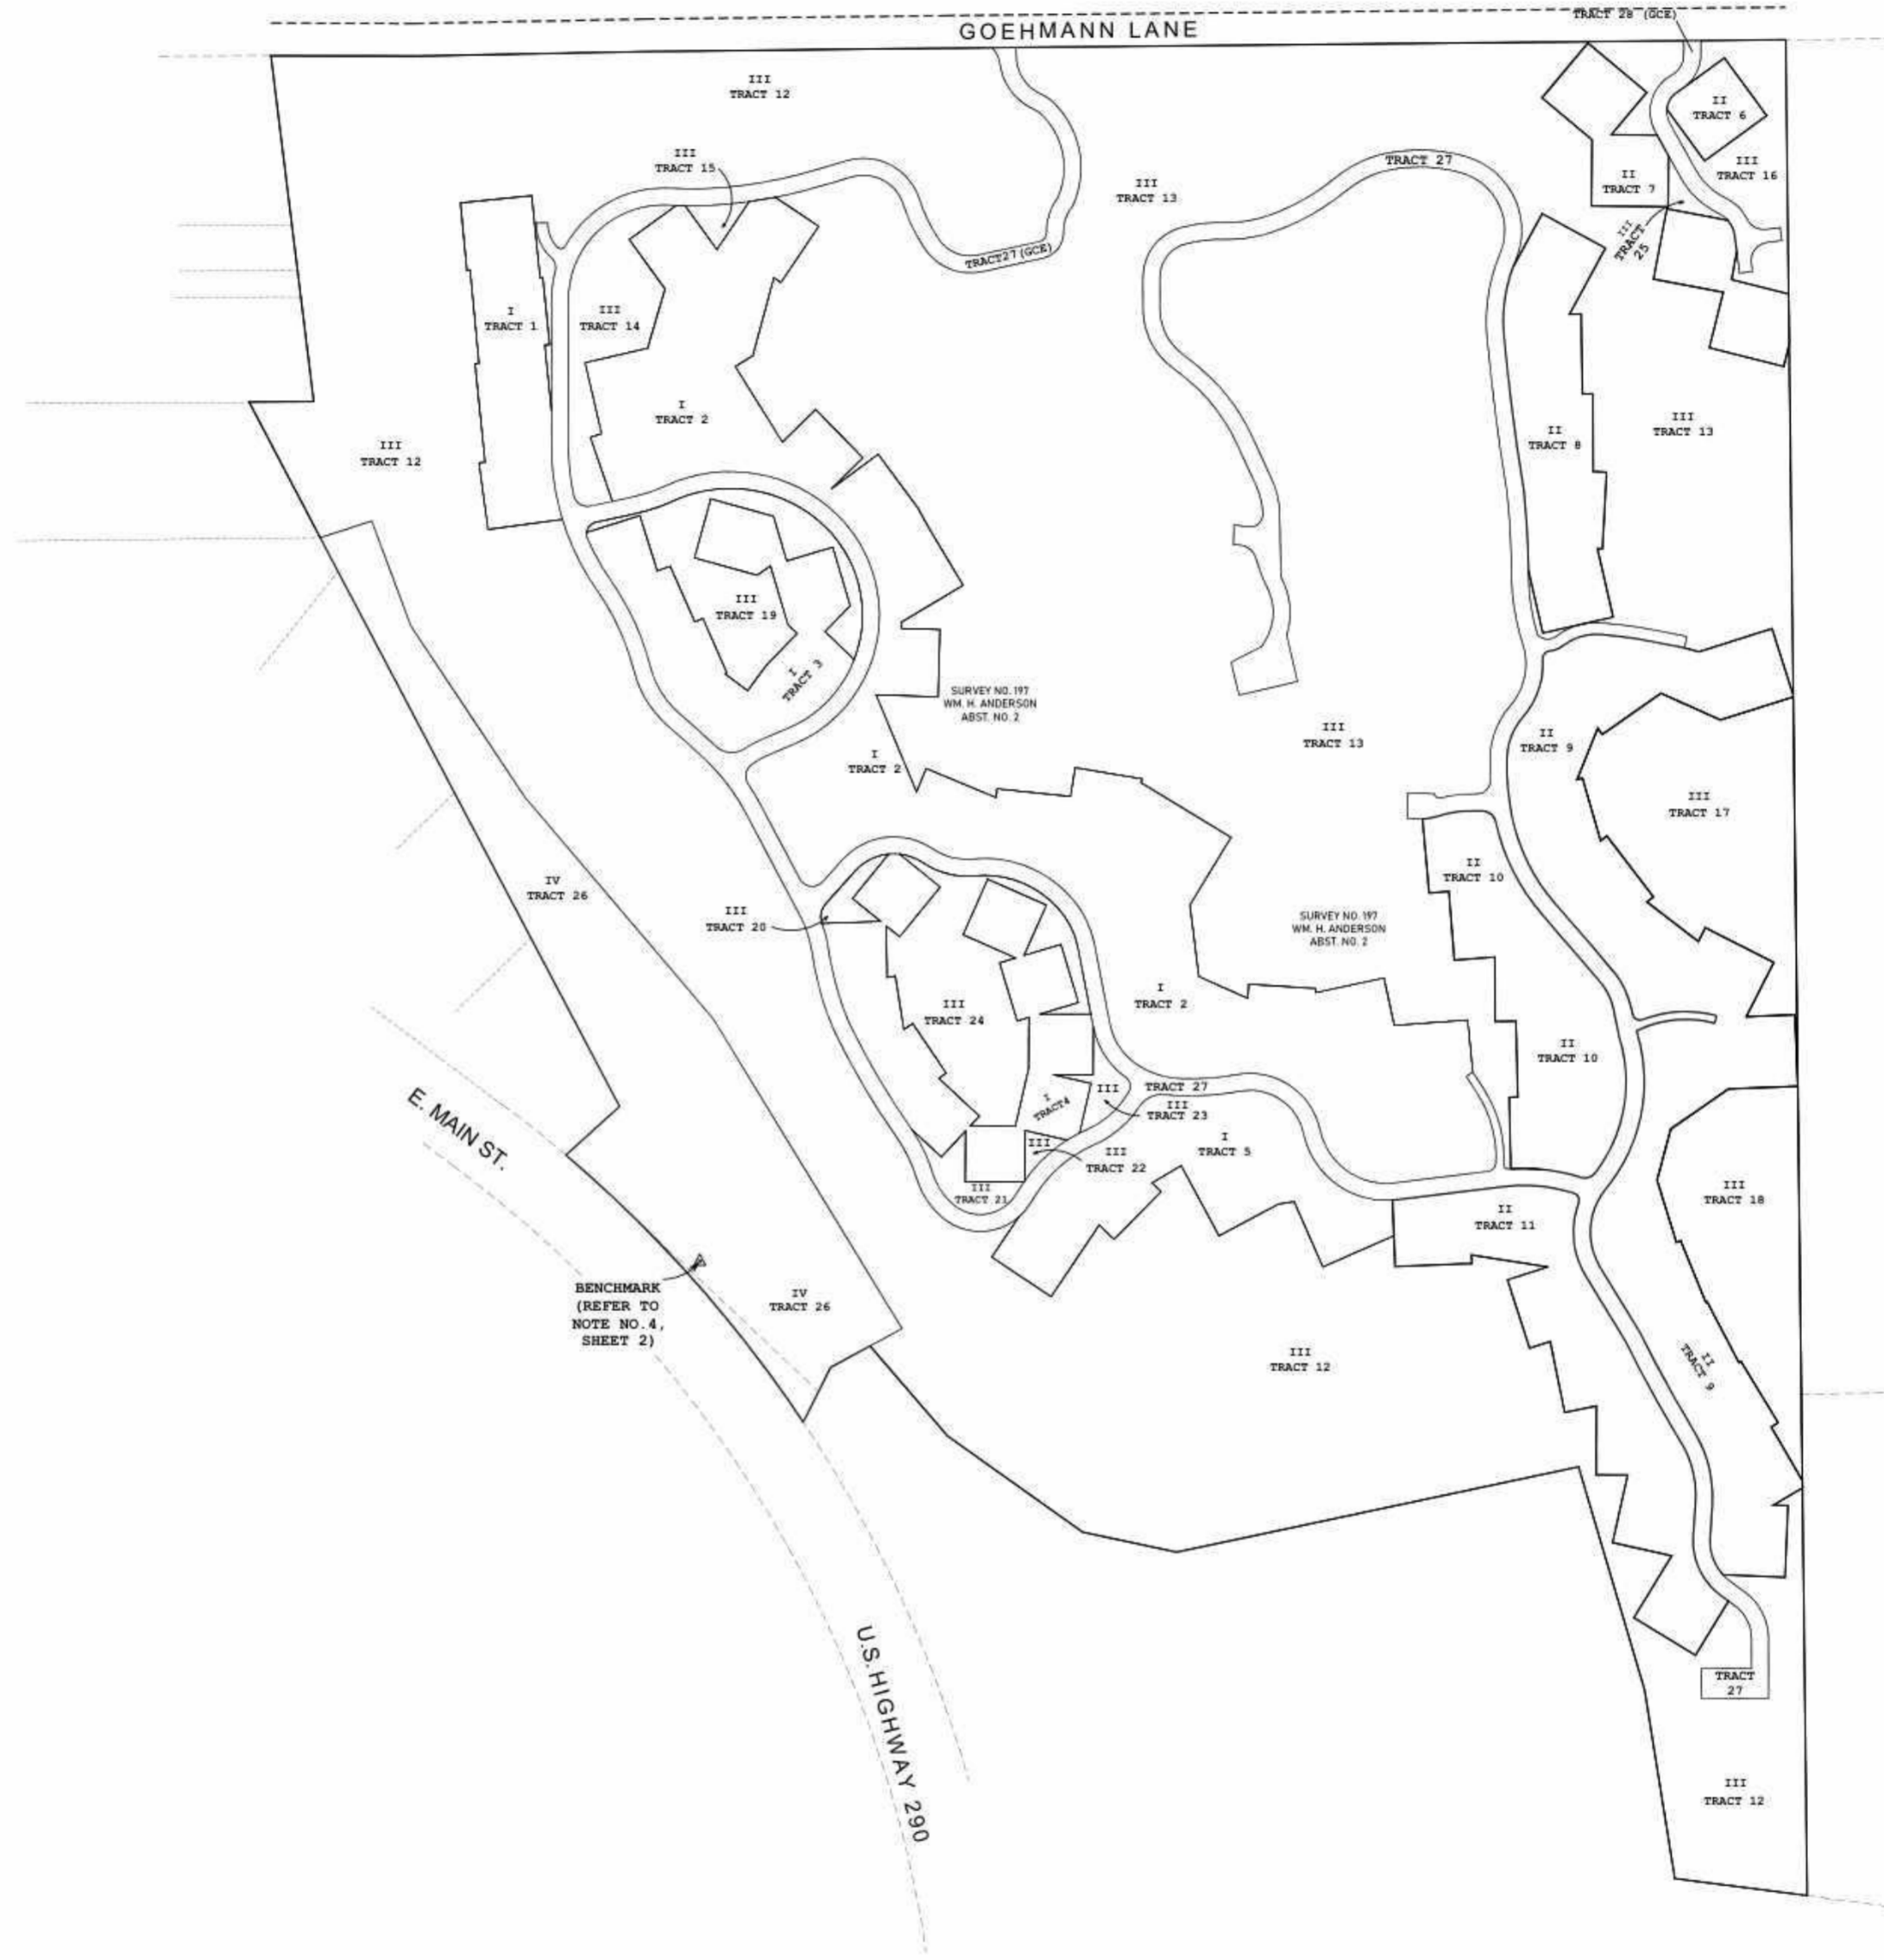 TRACT 28 (GCE)
GOEHMANN LANE
III
TRACT 12
II
TRACT 6
III
TRACT 15
TRACT 27
III
TRACT 16
II
TRACT 7
III
TRACT 13
III
TRACT
25
TRACT27(GCE)
I
TRACT 1
III
TRACT 14
I
TRACT 2
III
TRACT 13
II
TRACT 8
III
TRACT 12
III
TRACT 19
I
TRACT 3
SURVEY NO. 197
WM. H. ANDERSON
ABST. NO. 2
III
TRACT 13
II
TRACT 9
I
TRACT 2
III
TRACT 17
II
TRACT 10
IV
TRACT 26
III
TRACT 20
SURVEY NO. 197
WM. H. ANDERSON
ABST. NO. 2
I
TRACT 2
III
TRACT 24
II
TRACT 10
III
TRACT 27
I
TRACT4
III
TRACT 23
E. MAIN ST.
III
I
TRACT 5
III
TRACT 22
III
TRACT 21
III
TRACT 18
II
TRACT 11
BENCHMARK
(REFER TO
NOTE NO.4,
SHEET 2)
IV
TRACT 26
III
TRACT 12
II
TRACT 9
U.S.HIGHWAY 290
TRACT
27
III
TRACT 12